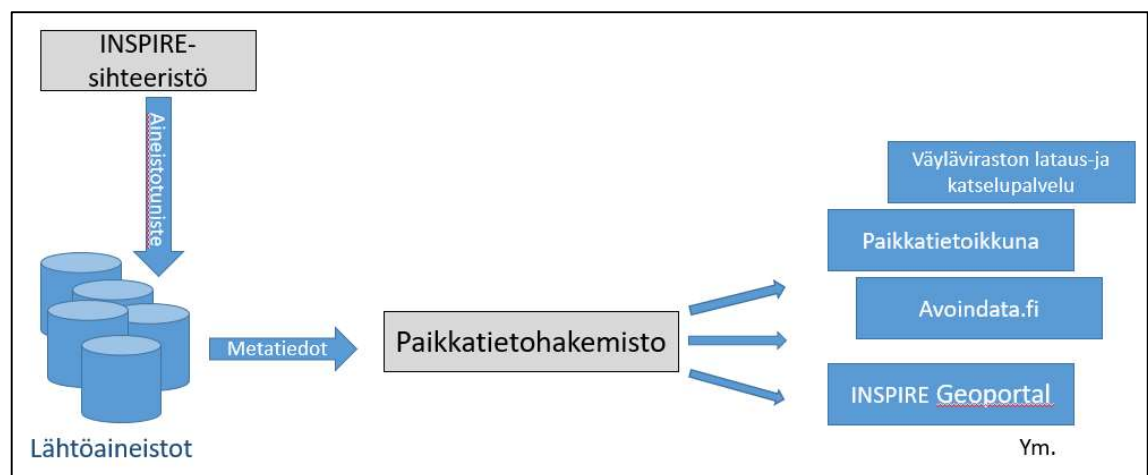 INSPIRE-
sihteeristö
Aineistotuniste
Väyläviraston lataus-ja
katselupalvelu
Paikkatietoikkuna
Avoindata.fi
Metatiedot
Paikkatietohakemisto
INSPIRE Geoportal
Lähtöaineistot
Ym.